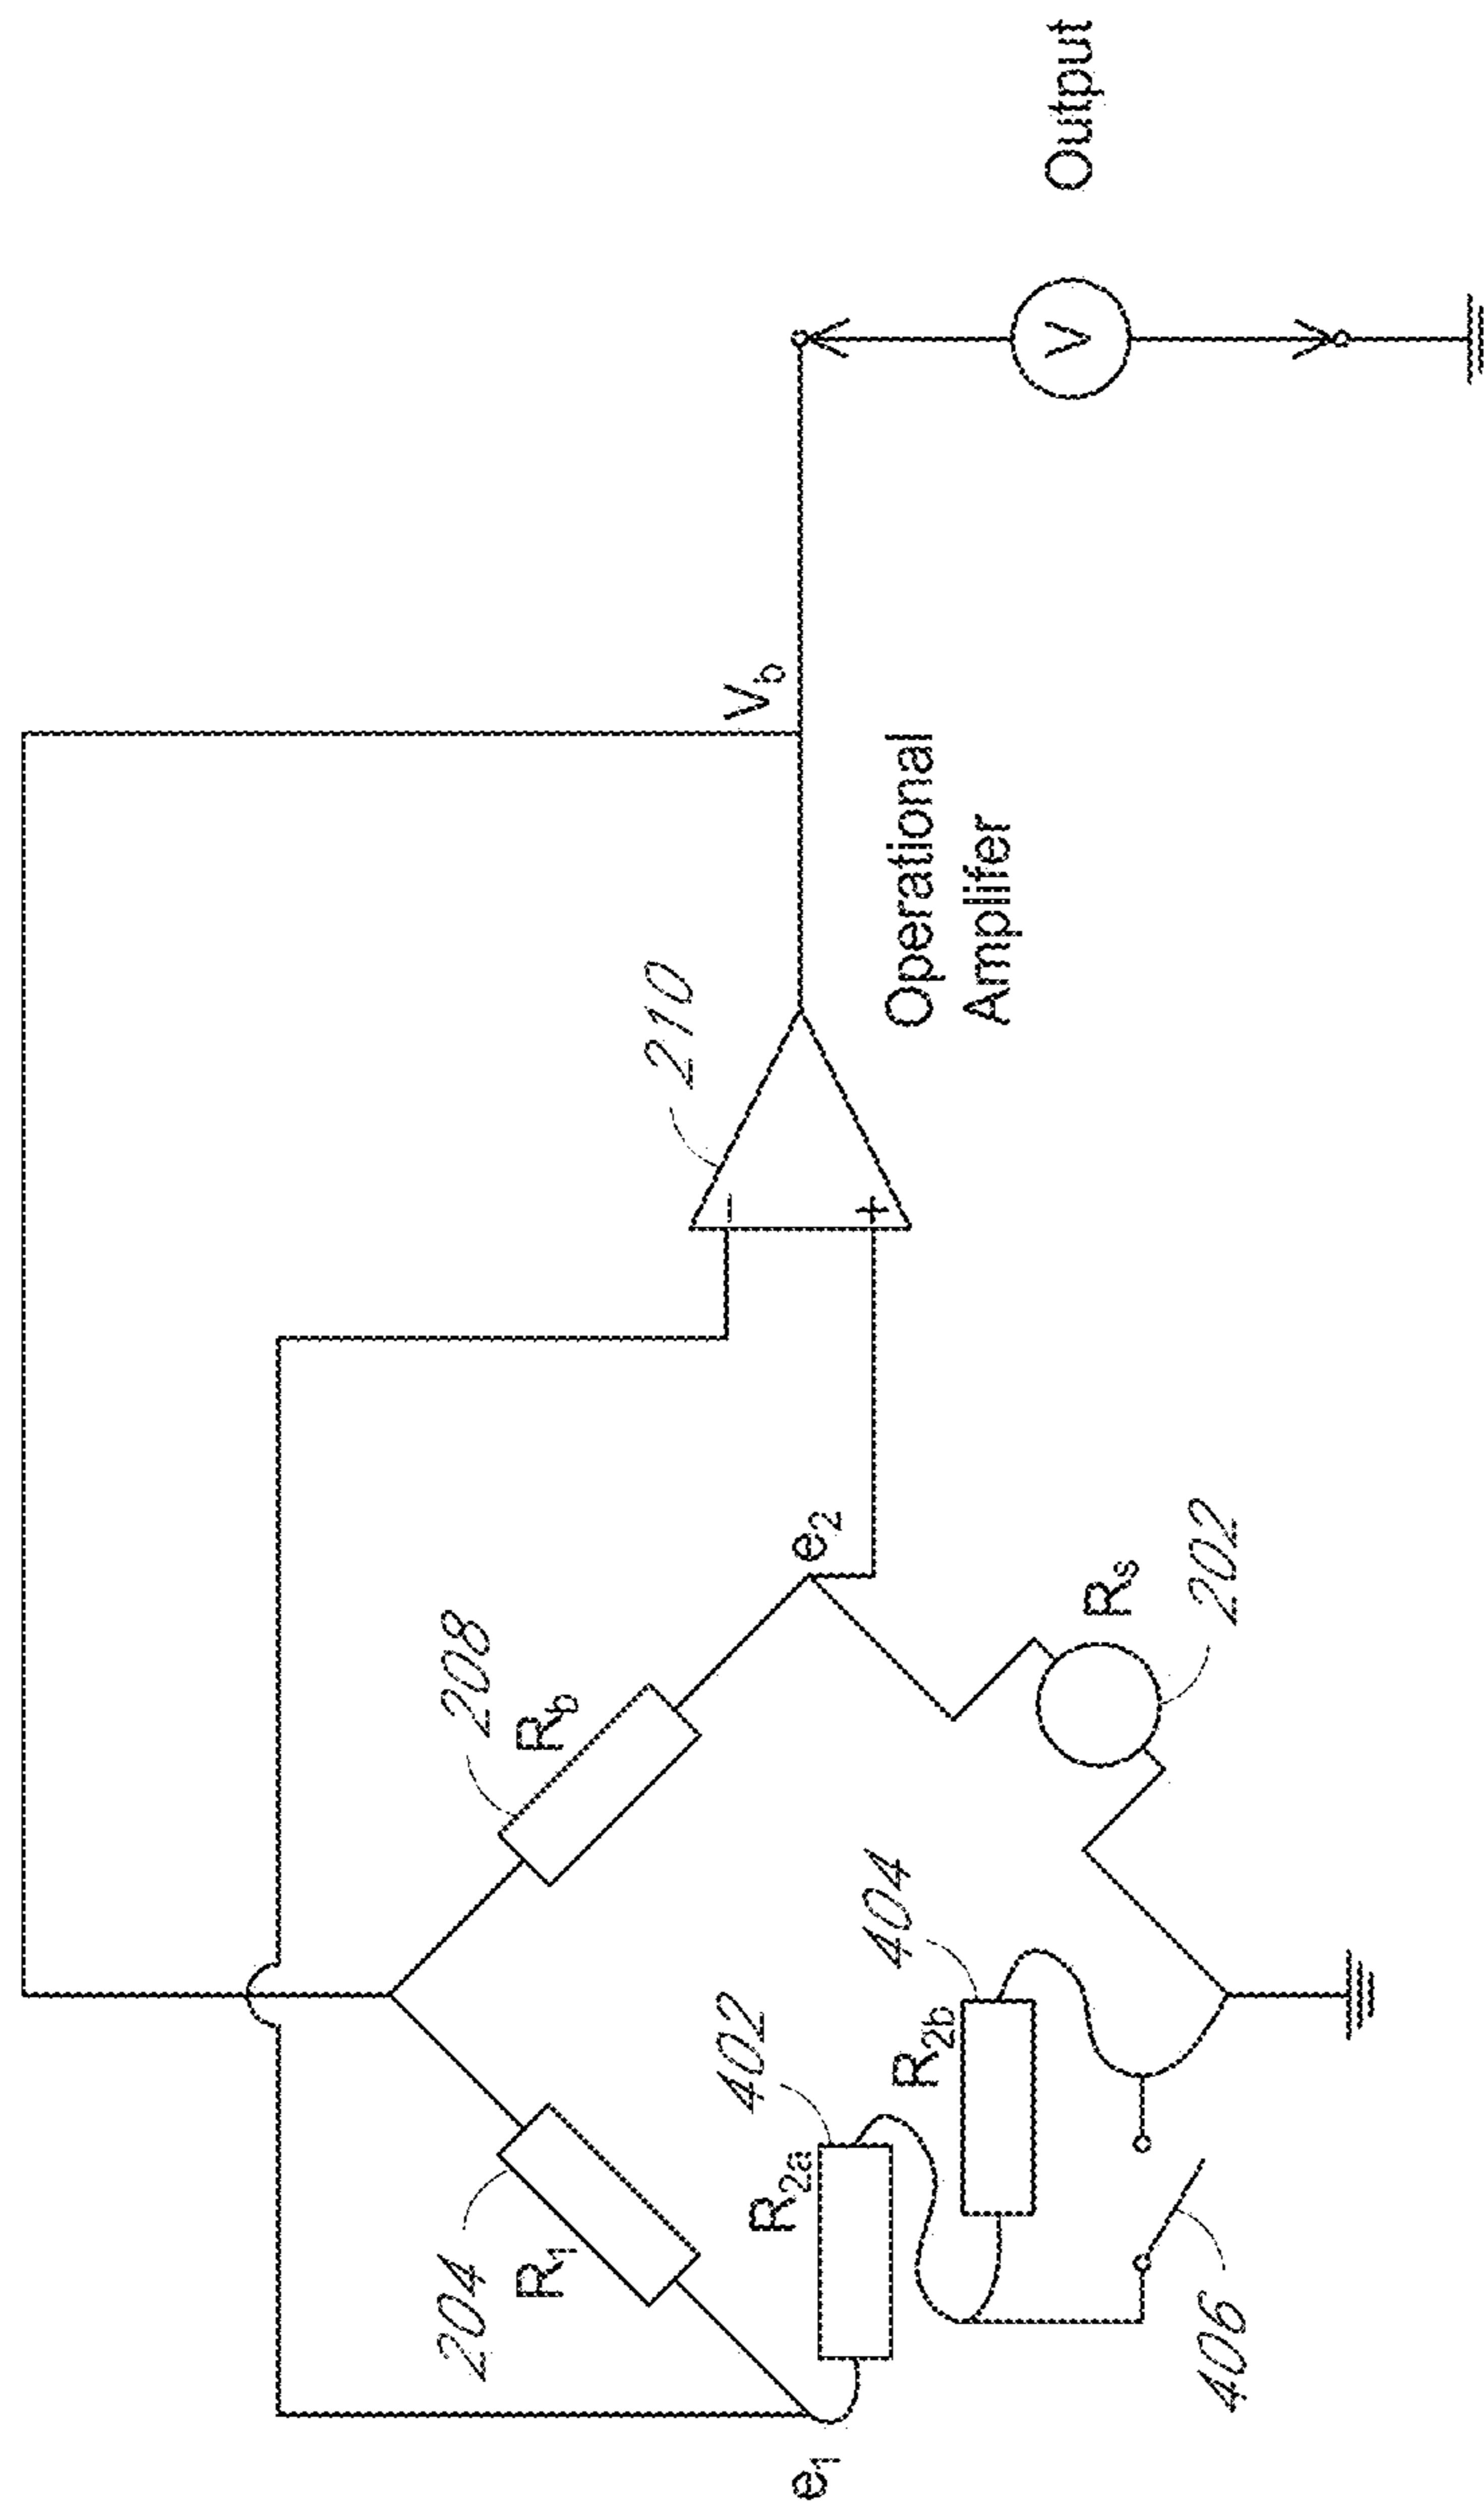 204
208
R1
Rb
210
402
Vb
R2a
e1
e2
404
Operational
Amplifer
R2b
V
Output
Rs
202
406
-
+